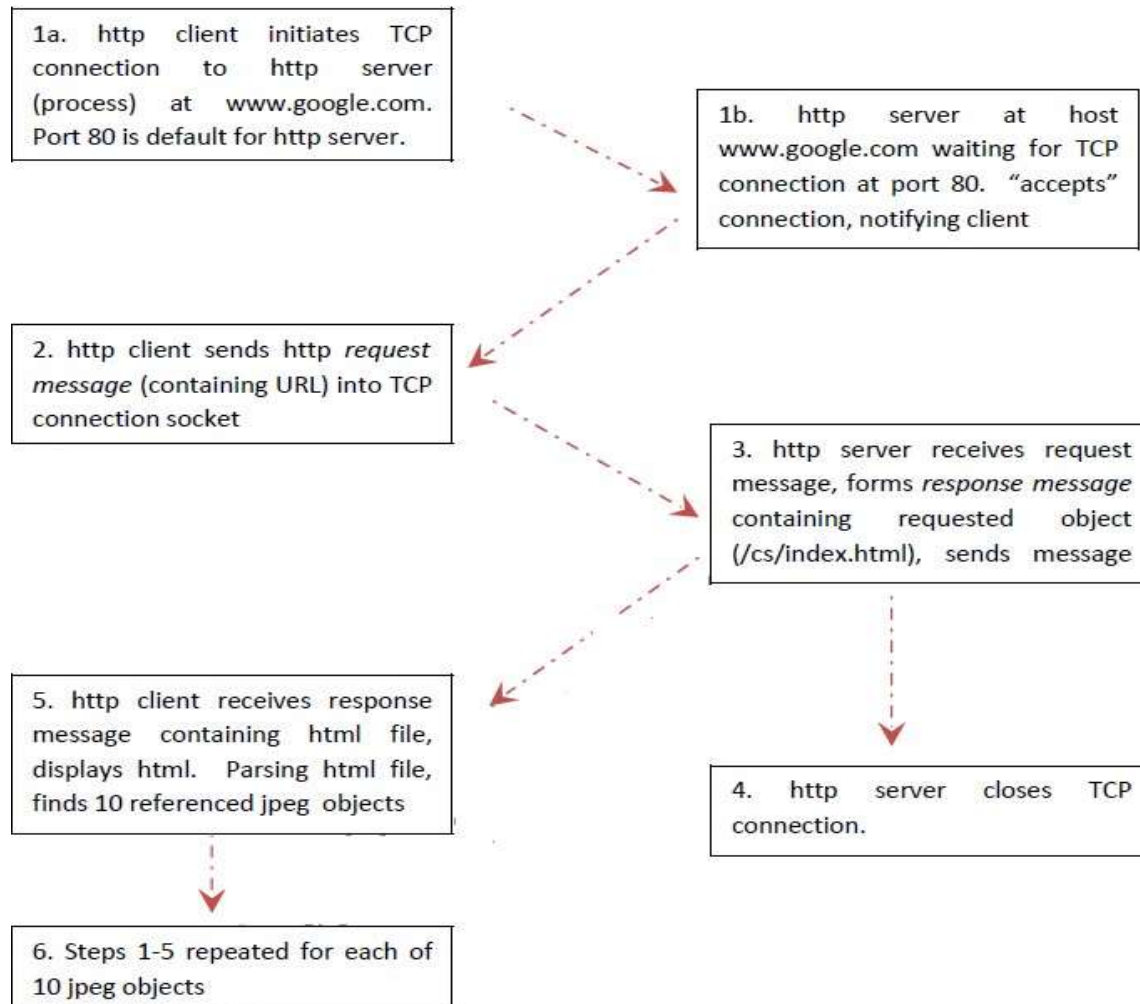 1a. http client initiates TCP
connection to http server
(process) at www.google.com.
Port 80 is default for http server.
1b. http server at host
www.google.com waiting for TCP
connection at port 80. “accepts”
connection, notifying client
2. http client sends http request
message (containing URL) into TCP
connection socket
3. http server receives request
message, forms response message
containing requested object
(/cs/index.html), sends message
5. http client receives response
message containing html file,
displays html. Parsing html file,
finds 10 referenced jpeg objects
4. http server closes TCP
connection.
6. Steps 1-5 repeated for each of
10 jpeg objects